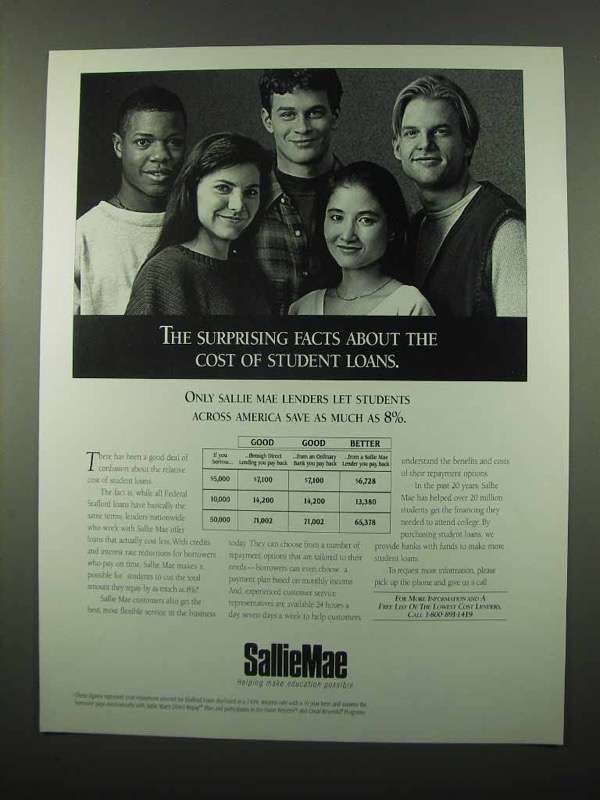 THE SURPRISING FACTS ABOUT THE
COST OF STUDENT LOANS.
ONLY SALLIE MAE LENDERS LET STUDENTS
ACROSS AMERICA SAVE AS MUCH AS 8%.
There has been a good deal of
confusion about the relative
cost of student loans.
The fact is, while all Federal
Stafford loans have basically the
same terms, lenders nationwide
who work with Sallie Mae offer
loans that actually cost less. With credits
and interest rate reductions for borrowers
who pay on time, Sallie Mae makes it
possible for students to cut the total
amount they repay by as much as 8%.*
Sallie Mae customers also get the
best, most flexible service in the business
GOOD GOOD BETTER
If you ...through Direct ...from an Ordinary ...from a Sallie Mae
borrow... Lending you pay back Bank you pay back Lender you pay back
$5,000 $7,100 $7,100 $6,728
10,000 14,200 14,200 13,380
50,000 71,002 71,002 65,378
today. They can choose from a number of
repayment options that are tailored to their
needs—borrowers can even choose a
payment plan based on monthly income.
And, experienced customer service
representatives are available 24 hours a
day, seven days a week to help customers
understand the benefits and costs
of their repayment options.
In the past 20 years, Sallie
Mae has helped over 20 million
students get the financing they
needed to attend college. By
purchasing student loans, we
provide banks with funds to make more
student loans.
To request more information, please
pick up the phone and give us a call.
FOR MORE INFORMATION AND A
FREE LIST OF THE LOWEST COST LENDERS,
CALL 1-800-891-1419
SallieMae
Helping make education possible